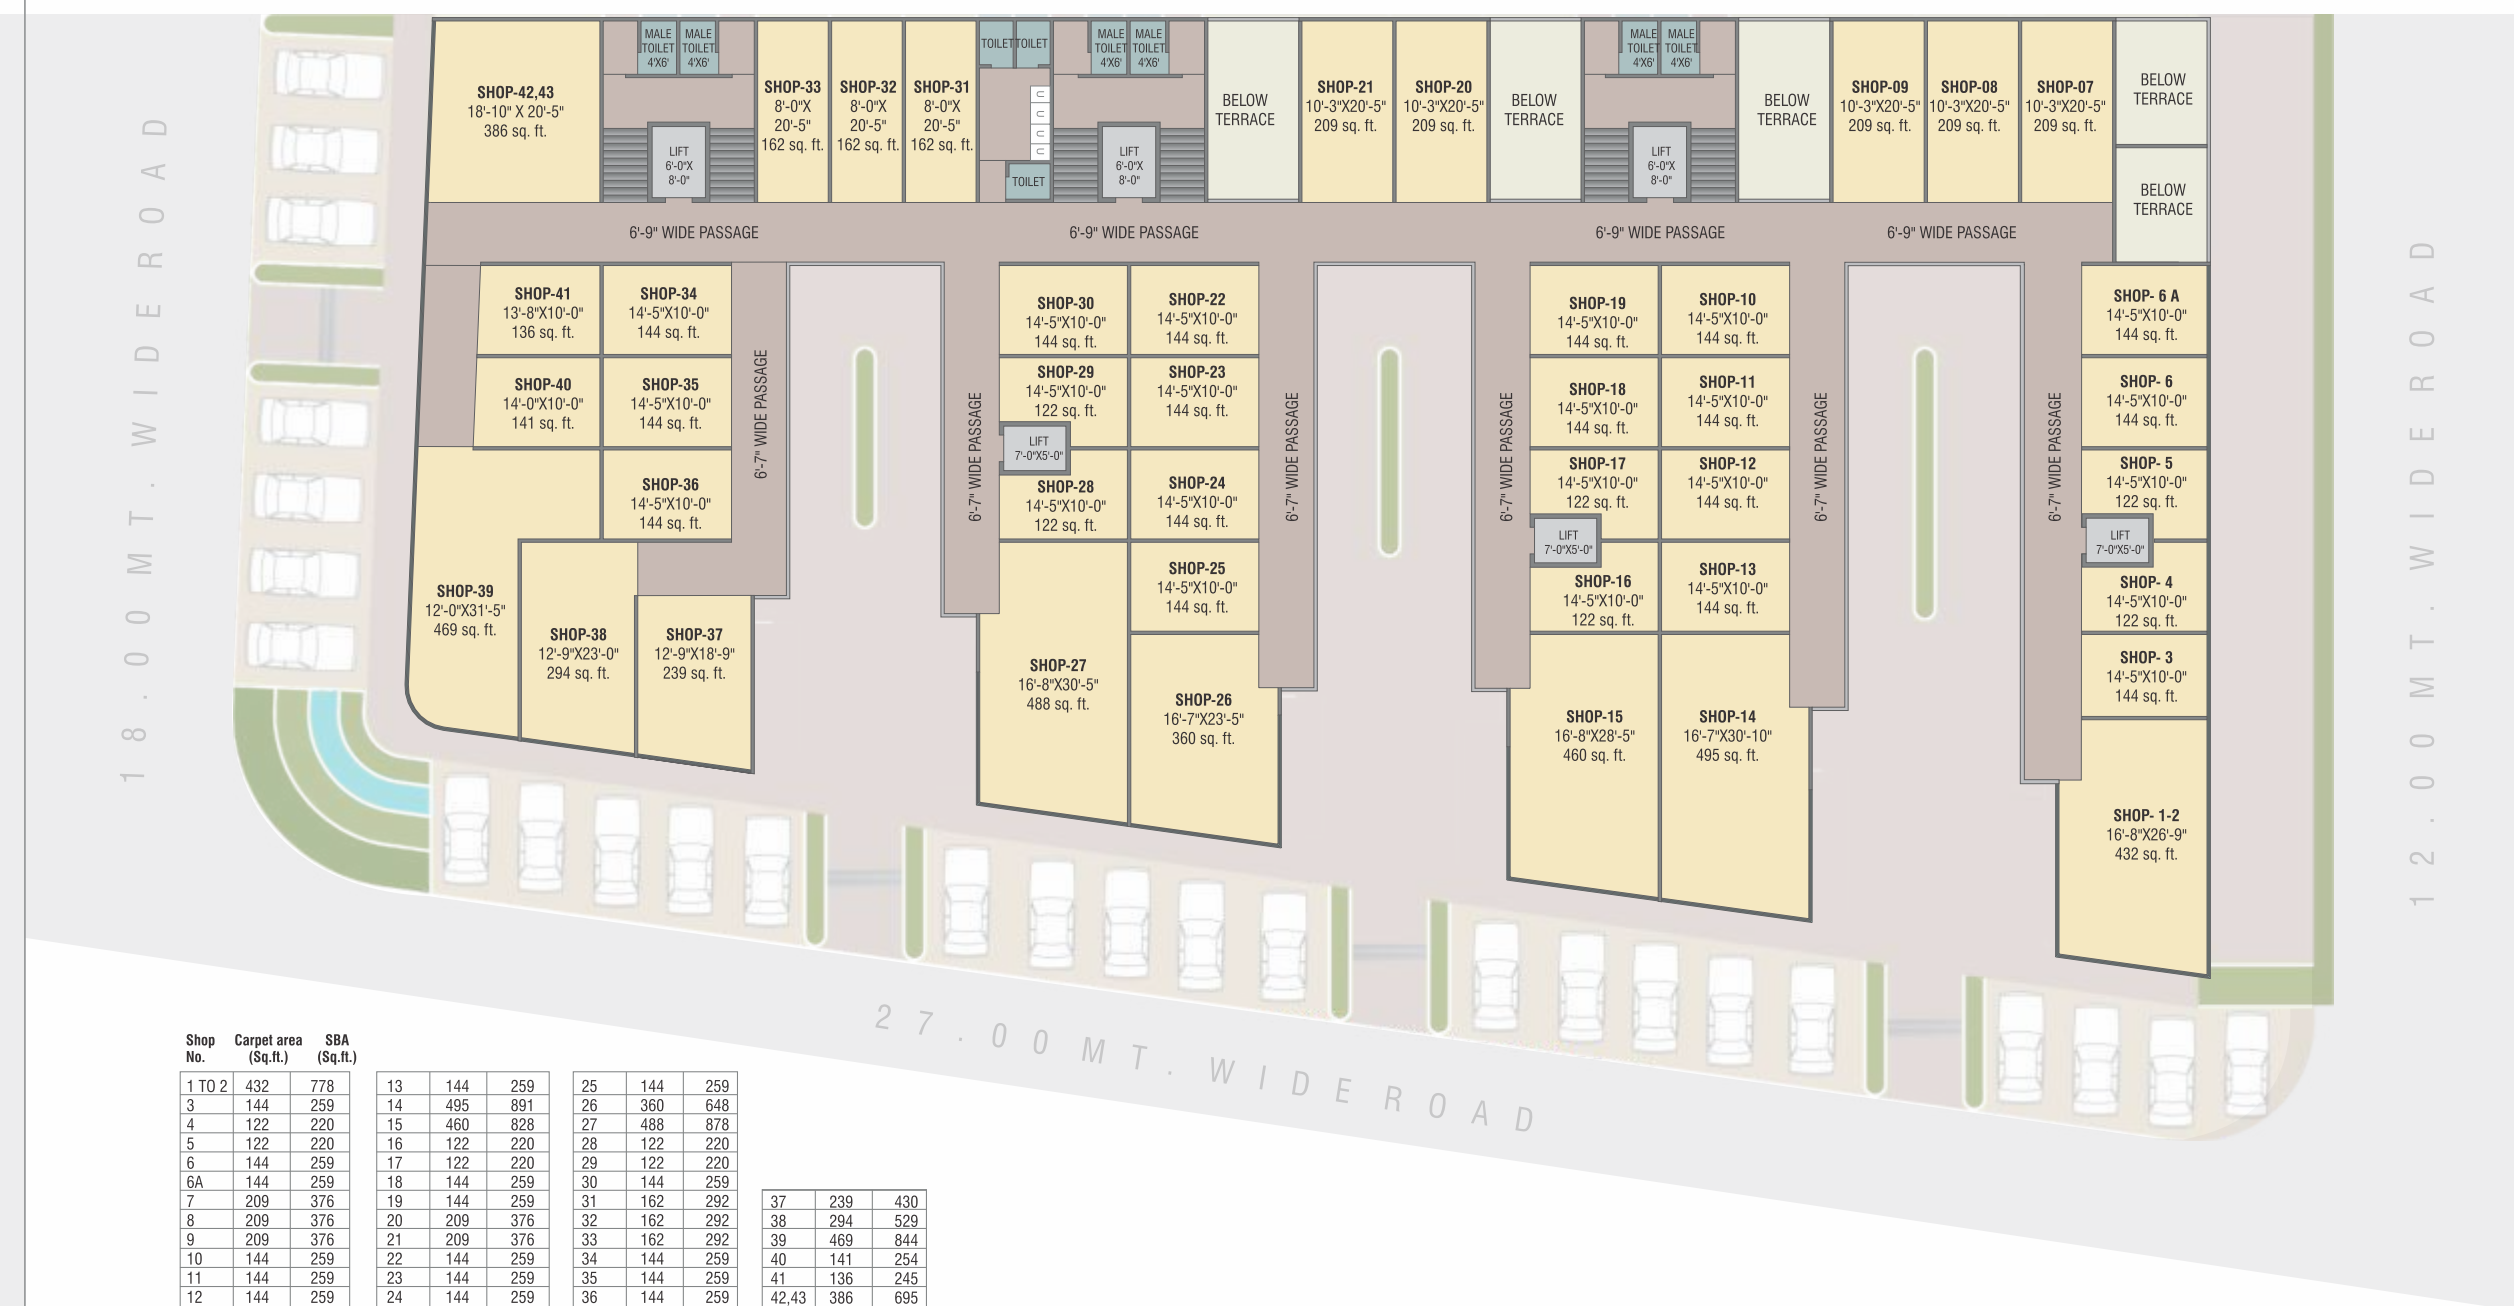 SHOP-42,43
18'-10" X 20'-5"
386 sq. ft.
MALE
TOILET
4'X6'
MALE
TOILET
4'X6'
LIFT
6'-0"X
8'-0"
SHOP-33
8'-0"X
20'-5"
162 sq. ft.
SHOP-32
8'-0"X
20'-5"
162 sq. ft.
SHOP-31
8'-0"X
20'-5"
162 sq. ft.
TOILET
TOILET
TOILET
MALE
TOILET
4'X6'
MALE
TOILET
4'X6'
LIFT
6'-0"X
8'-0"
BELOW
TERRACE
SHOP-21
10'-3"X20'-5"
209 sq. ft.
SHOP-20
10'-3"X20'-5"
209 sq. ft.
BELOW
TERRACE
MALE
TOILET
4'X6'
MALE
TOILET
4'X6'
LIFT
6'-0"X
8'-0"
BELOW
TERRACE
SHOP-09
10'-3"X20'-5"
209 sq. ft.
SHOP-08
10'-3"X20'-5"
209 sq. ft.
SHOP-07
10'-3"X20'-5"
209 sq. ft.
BELOW
TERRACE
BELOW
TERRACE
6'-9" WIDE PASSAGE
6'-9" WIDE PASSAGE
6'-9" WIDE PASSAGE
6'-9" WIDE PASSAGE
18.00 MT. WIDE ROAD
SHOP-41
13'-8"X10'-0"
136 sq. ft.
SHOP-34
14'-5"X10'-0"
144 sq. ft.
SHOP-40
14'-0"X10'-0"
141 sq. ft.
SHOP-35
14'-5"X10'-0"
144 sq. ft.
SHOP-36
14'-5"X10'-0"
144 sq. ft.
SHOP-39
12'-0"X31'-5"
469 sq. ft.
SHOP-38
12'-9"X23'-0"
294 sq. ft.
SHOP-37
12'-9"X18'-9"
239 sq. ft.
6'-7" WIDE PASSAGE
6'-7" WIDE PASSAGE
SHOP-30
14'-5"X10'-0"
144 sq. ft.
SHOP-22
14'-5"X10'-0"
144 sq. ft.
SHOP-29
14'-5"X10'-0"
122 sq. ft.
SHOP-23
14'-5"X10'-0"
144 sq. ft.
LIFT
7'-0"X5'-0"
SHOP-28
14'-5"X10'-0"
122 sq. ft.
SHOP-24
14'-5"X10'-0"
144 sq. ft.
SHOP-25
14'-5"X10'-0"
144 sq. ft.
SHOP-27
16'-8"X30'-5"
488 sq. ft.
SHOP-26
16'-7"X23'-5"
360 sq. ft.
6'-7" WIDE PASSAGE
6'-7" WIDE PASSAGE
SHOP-19
14'-5"X10'-0"
144 sq. ft.
SHOP-10
14'-5"X10'-0"
144 sq. ft.
SHOP-18
14'-5"X10'-0"
144 sq. ft.
SHOP-11
14'-5"X10'-0"
144 sq. ft.
SHOP-17
14'-5"X10'-0"
122 sq. ft.
SHOP-12
14'-5"X10'-0"
144 sq. ft.
LIFT
7'-0"X5'-0"
SHOP-16
14'-5"X10'-0"
122 sq. ft.
SHOP-13
14'-5"X10'-0"
144 sq. ft.
SHOP-15
16'-8"X28'-5"
460 sq. ft.
SHOP-14
16'-7"X30'-10"
495 sq. ft.
6'-7" WIDE PASSAGE
6'-7" WIDE PASSAGE
SHOP- 6 A
14'-5"X10'-0"
144 sq. ft.
SHOP- 6
14'-5"X10'-0"
144 sq. ft.
SHOP- 5
14'-5"X10'-0"
122 sq. ft.
LIFT
7'-0"X5'-0"
SHOP- 4
14'-5"X10'-0"
122 sq. ft.
SHOP- 3
14'-5"X10'-0"
144 sq. ft.
SHOP- 1-2
16'-8"X26'-9"
432 sq. ft.
12.00 MT. WIDE ROAD
27.00 MT. WIDE ROAD
Shop Carpet area SBA
No. (Sq.ft.) (Sq.ft.)
1 TO 2 432 778
3 144 259
4 122 220
5 122 220
6 144 259
6A 144 259
7 209 376
8 209 376
9 209 376
10 144 259
11 144 259
12 144 259
13 144 259
14 495 891
15 460 828
16 122 220
17 122 220
18 144 259
19 144 259
20 209 376
21 209 376
22 144 259
23 144 259
24 144 259
25 144 259
26 360 648
27 488 878
28 122 220
29 122 220
30 144 259
31 162 292
32 162 292
33 162 292
34 144 259
35 144 259
36 144 259
37 239 430
38 294 529
39 469 844
40 141 254
41 136 245
42,43 386 695